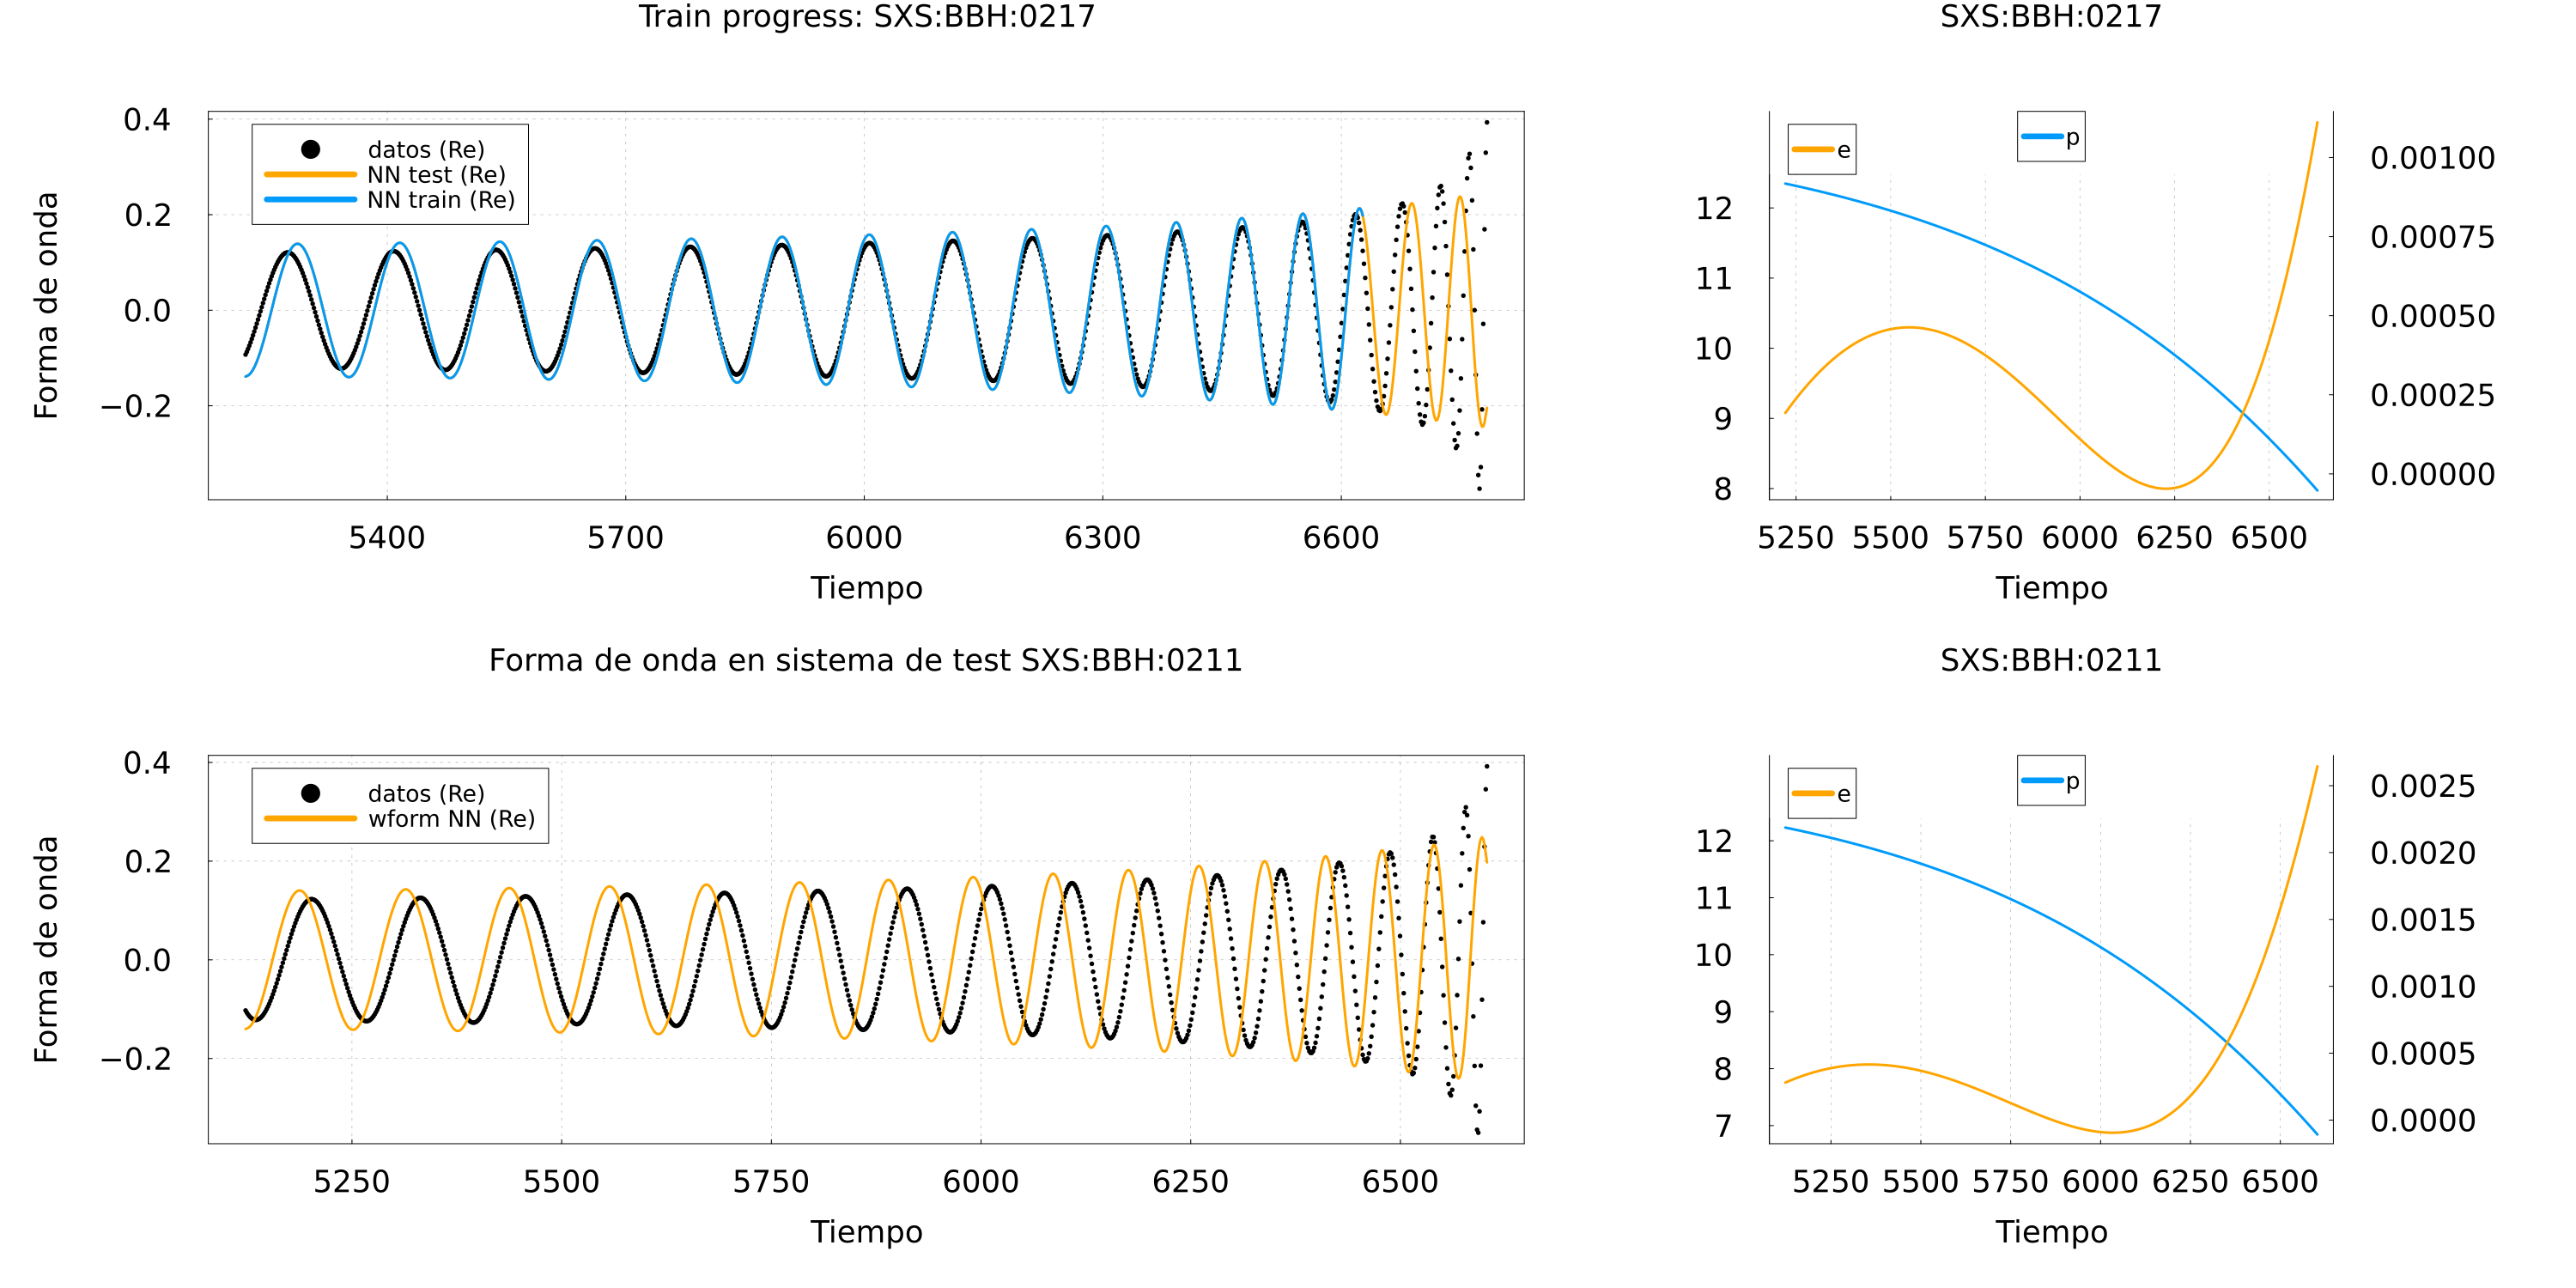 Train progress: SXS:BBH:0217
0.4
0.2
0.0
−0.2
Forma de onda
datos (Re)
NN test (Re)
NN train (Re)
5400 5700 6000 6300 6600
Tiempo
SXS:BBH:0217
e
p
12
11
10
9
8
0.00100
0.00075
0.00050
0.00025
0.00000
5250 5500 5750 6000 6250 6500
Tiempo
Forma de onda en sistema de test SXS:BBH:0211
0.4
0.2
0.0
−0.2
Forma de onda
datos (Re)
wform NN (Re)
5250 5500 5750 6000 6250 6500
Tiempo
SXS:BBH:0211
e
p
12
11
10
9
8
7
0.0025
0.0020
0.0015
0.0010
0.0005
0.0000
5250 5500 5750 6000 6250 6500
Tiempo